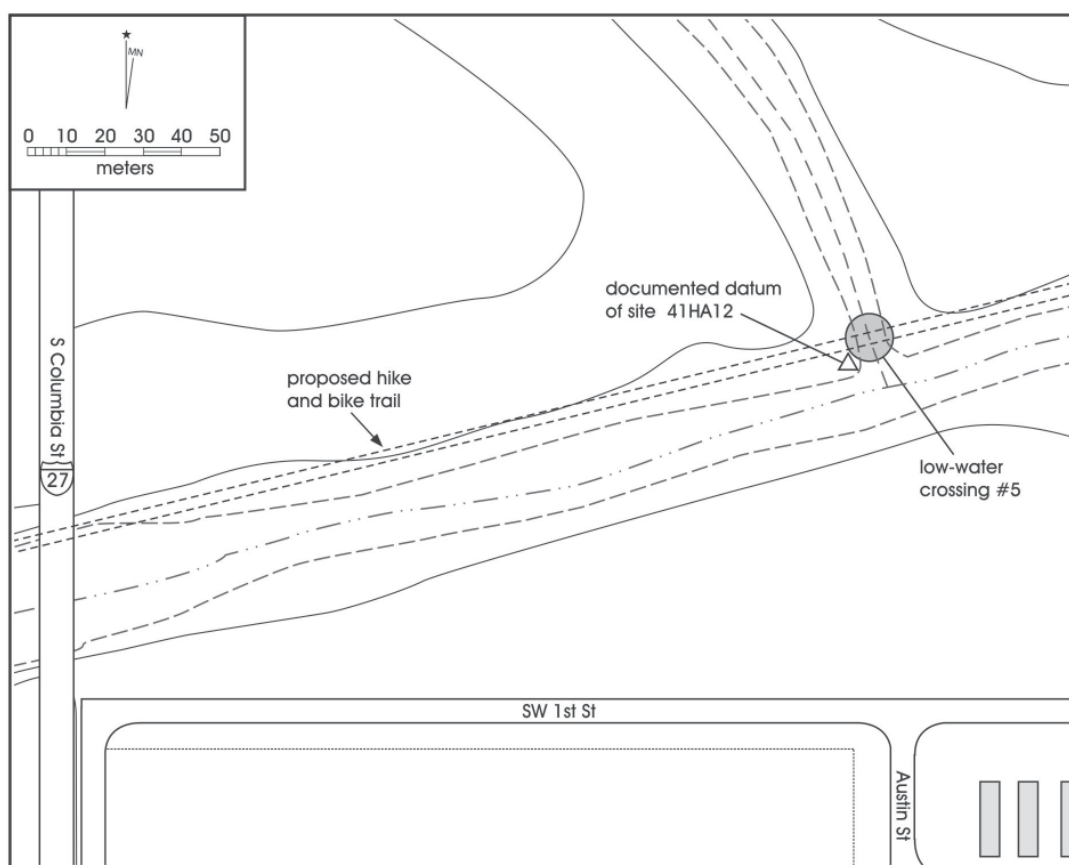 ★
MN
0 10 20 30 40 50
meters
documented datum
of site 41HA12
S Columbia St
proposed hike
and bike trail
27
low-water
crossing #5
SW 1st St
Austin St